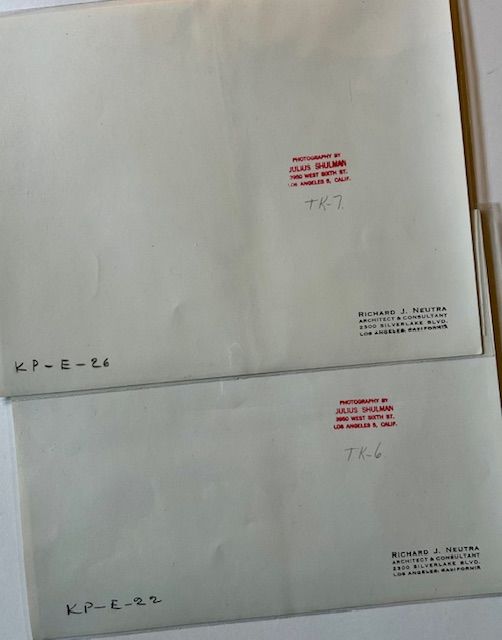 PHOTOGRAPHY BY
JULIUS SHULMAN
7960 WEST SIXTH ST.
LOS ANGELES 5, CALIF.
TK-7.
RICHARD J. NEUTRA
ARCHITECT & CONSULTANT
2300 SILVERLAKE BLVD.
LOS ANGELES, CALIFORNIA
KP-E-26
PHOTOGRAPHY BY
JULIUS SHULMAN
WEST SIXTH ST.
LOS ANGELES 5, CALIF.
TK-6
RICHARD J. NEUTRA
ARCHITECT & CONSULTANT
2300 SILVERLAKE BLVD.
LOS ANGELES, CALIFORNIA
KP-E-22